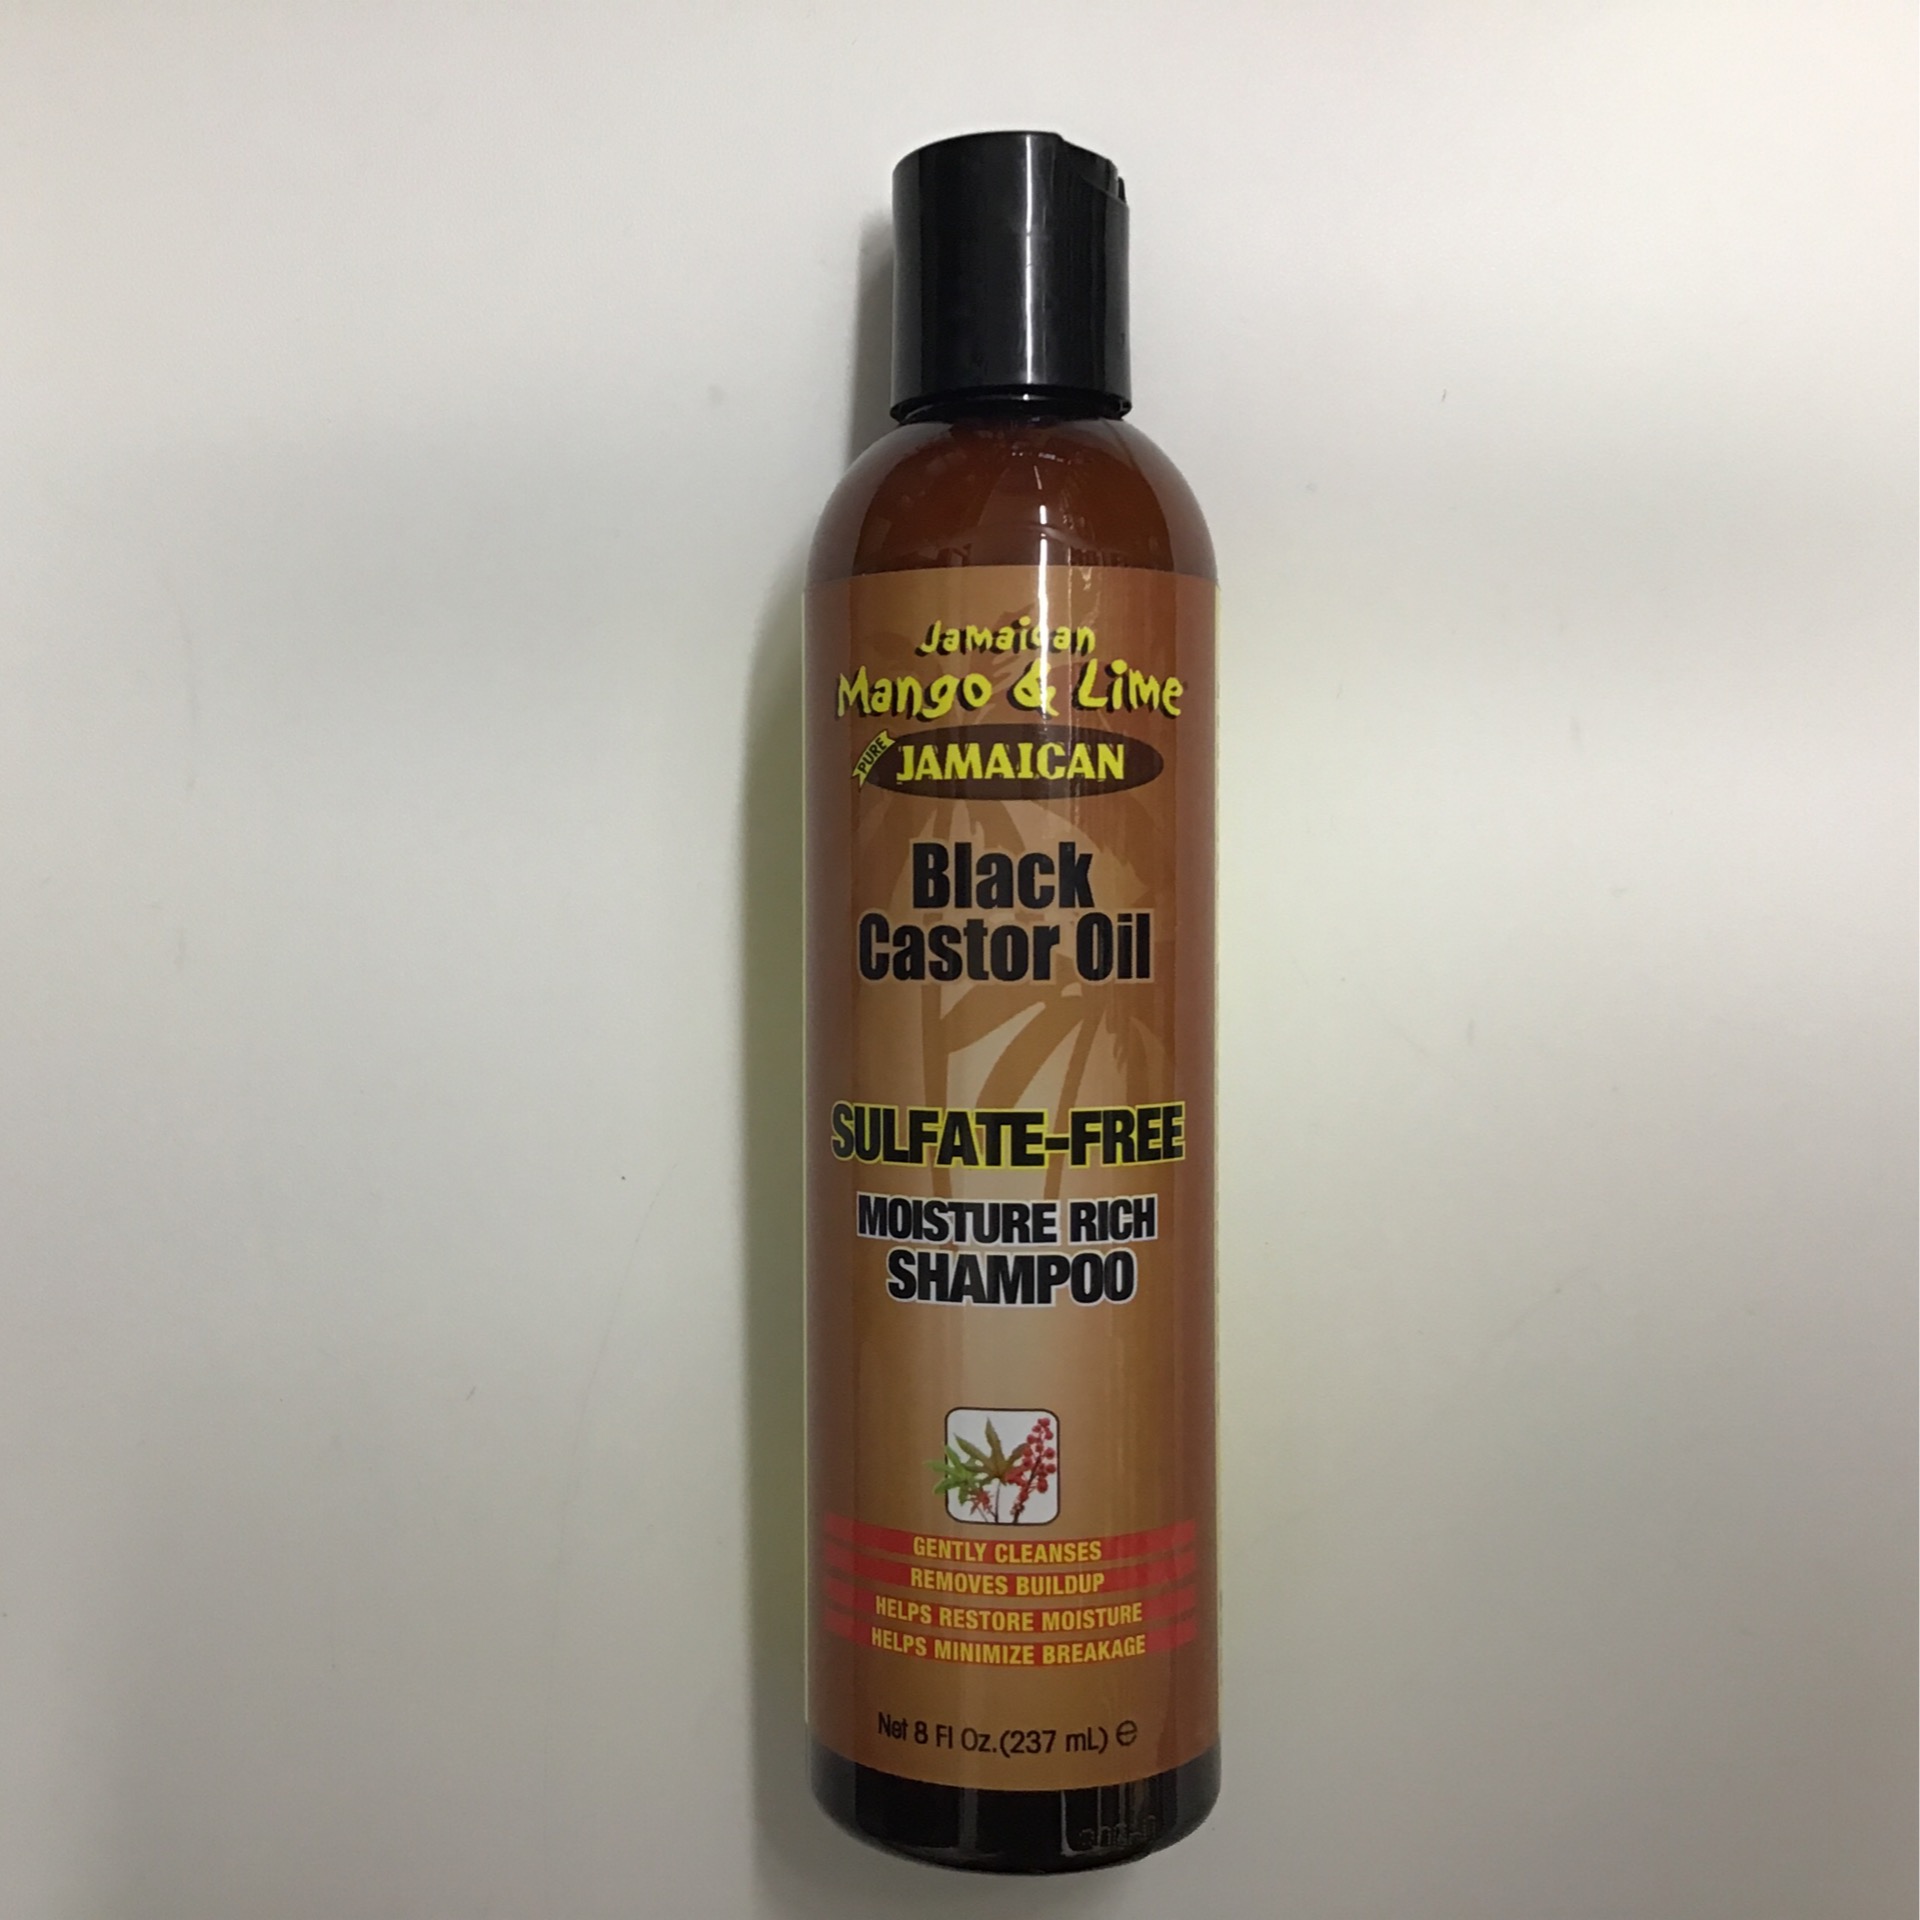 Jamaican
Mango & Lime
PURE JAMAICAN
Black
Castor Oil
SULFATE-FREE
MOISTURE RICH
SHAMPOO
GENTLY CLEANSES
REMOVES BUILDUP
HELPS RESTORE MOISTURE
HELPS MINIMIZE BREAKAGE
Net 8 Fl Oz.(237 mL) ℮